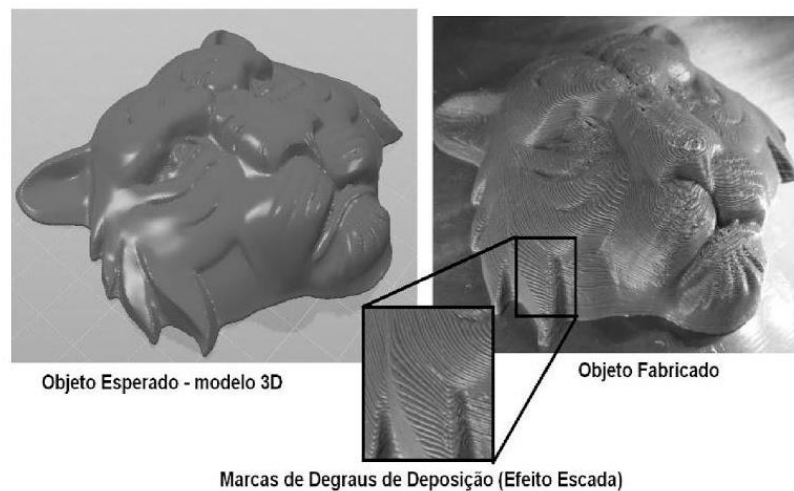 Objeto Esperado - modelo 3D
Objeto Fabricado
Marcas de Degraus de Deposição (Efeito Escada)